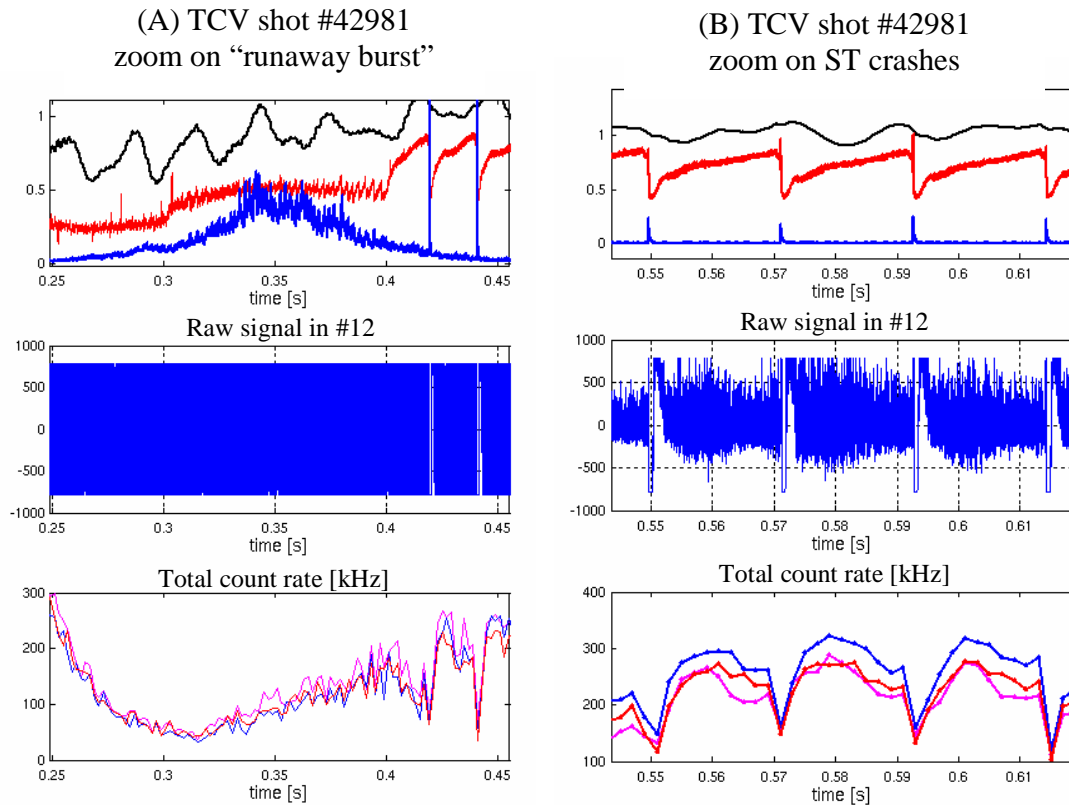 (A) TCV shot #42981
zoom on “runaway burst”
1
0.5
0
0.25 0.3 0.35 0.4 0.45
time [s]
Raw signal in #12
1000
500
0
-500
-1000
0.25 0.3 0.35 0.4 0.45
time [s]
Total count rate [kHz]
300
200
100
0
0.25 0.3 0.35 0.4 0.45
time [s]
(B) TCV shot #42981
zoom on ST crashes
1
0.5
0
0.55 0.56 0.57 0.58 0.59 0.6 0.61
time [s]
Raw signal in #12
1000
500
0
-500
-1000
0.55 0.56 0.57 0.58 0.59 0.6 0.61
time [s]
Total count rate [kHz]
400
300
200
100
0.55 0.56 0.57 0.58 0.59 0.6 0.61
time [s]